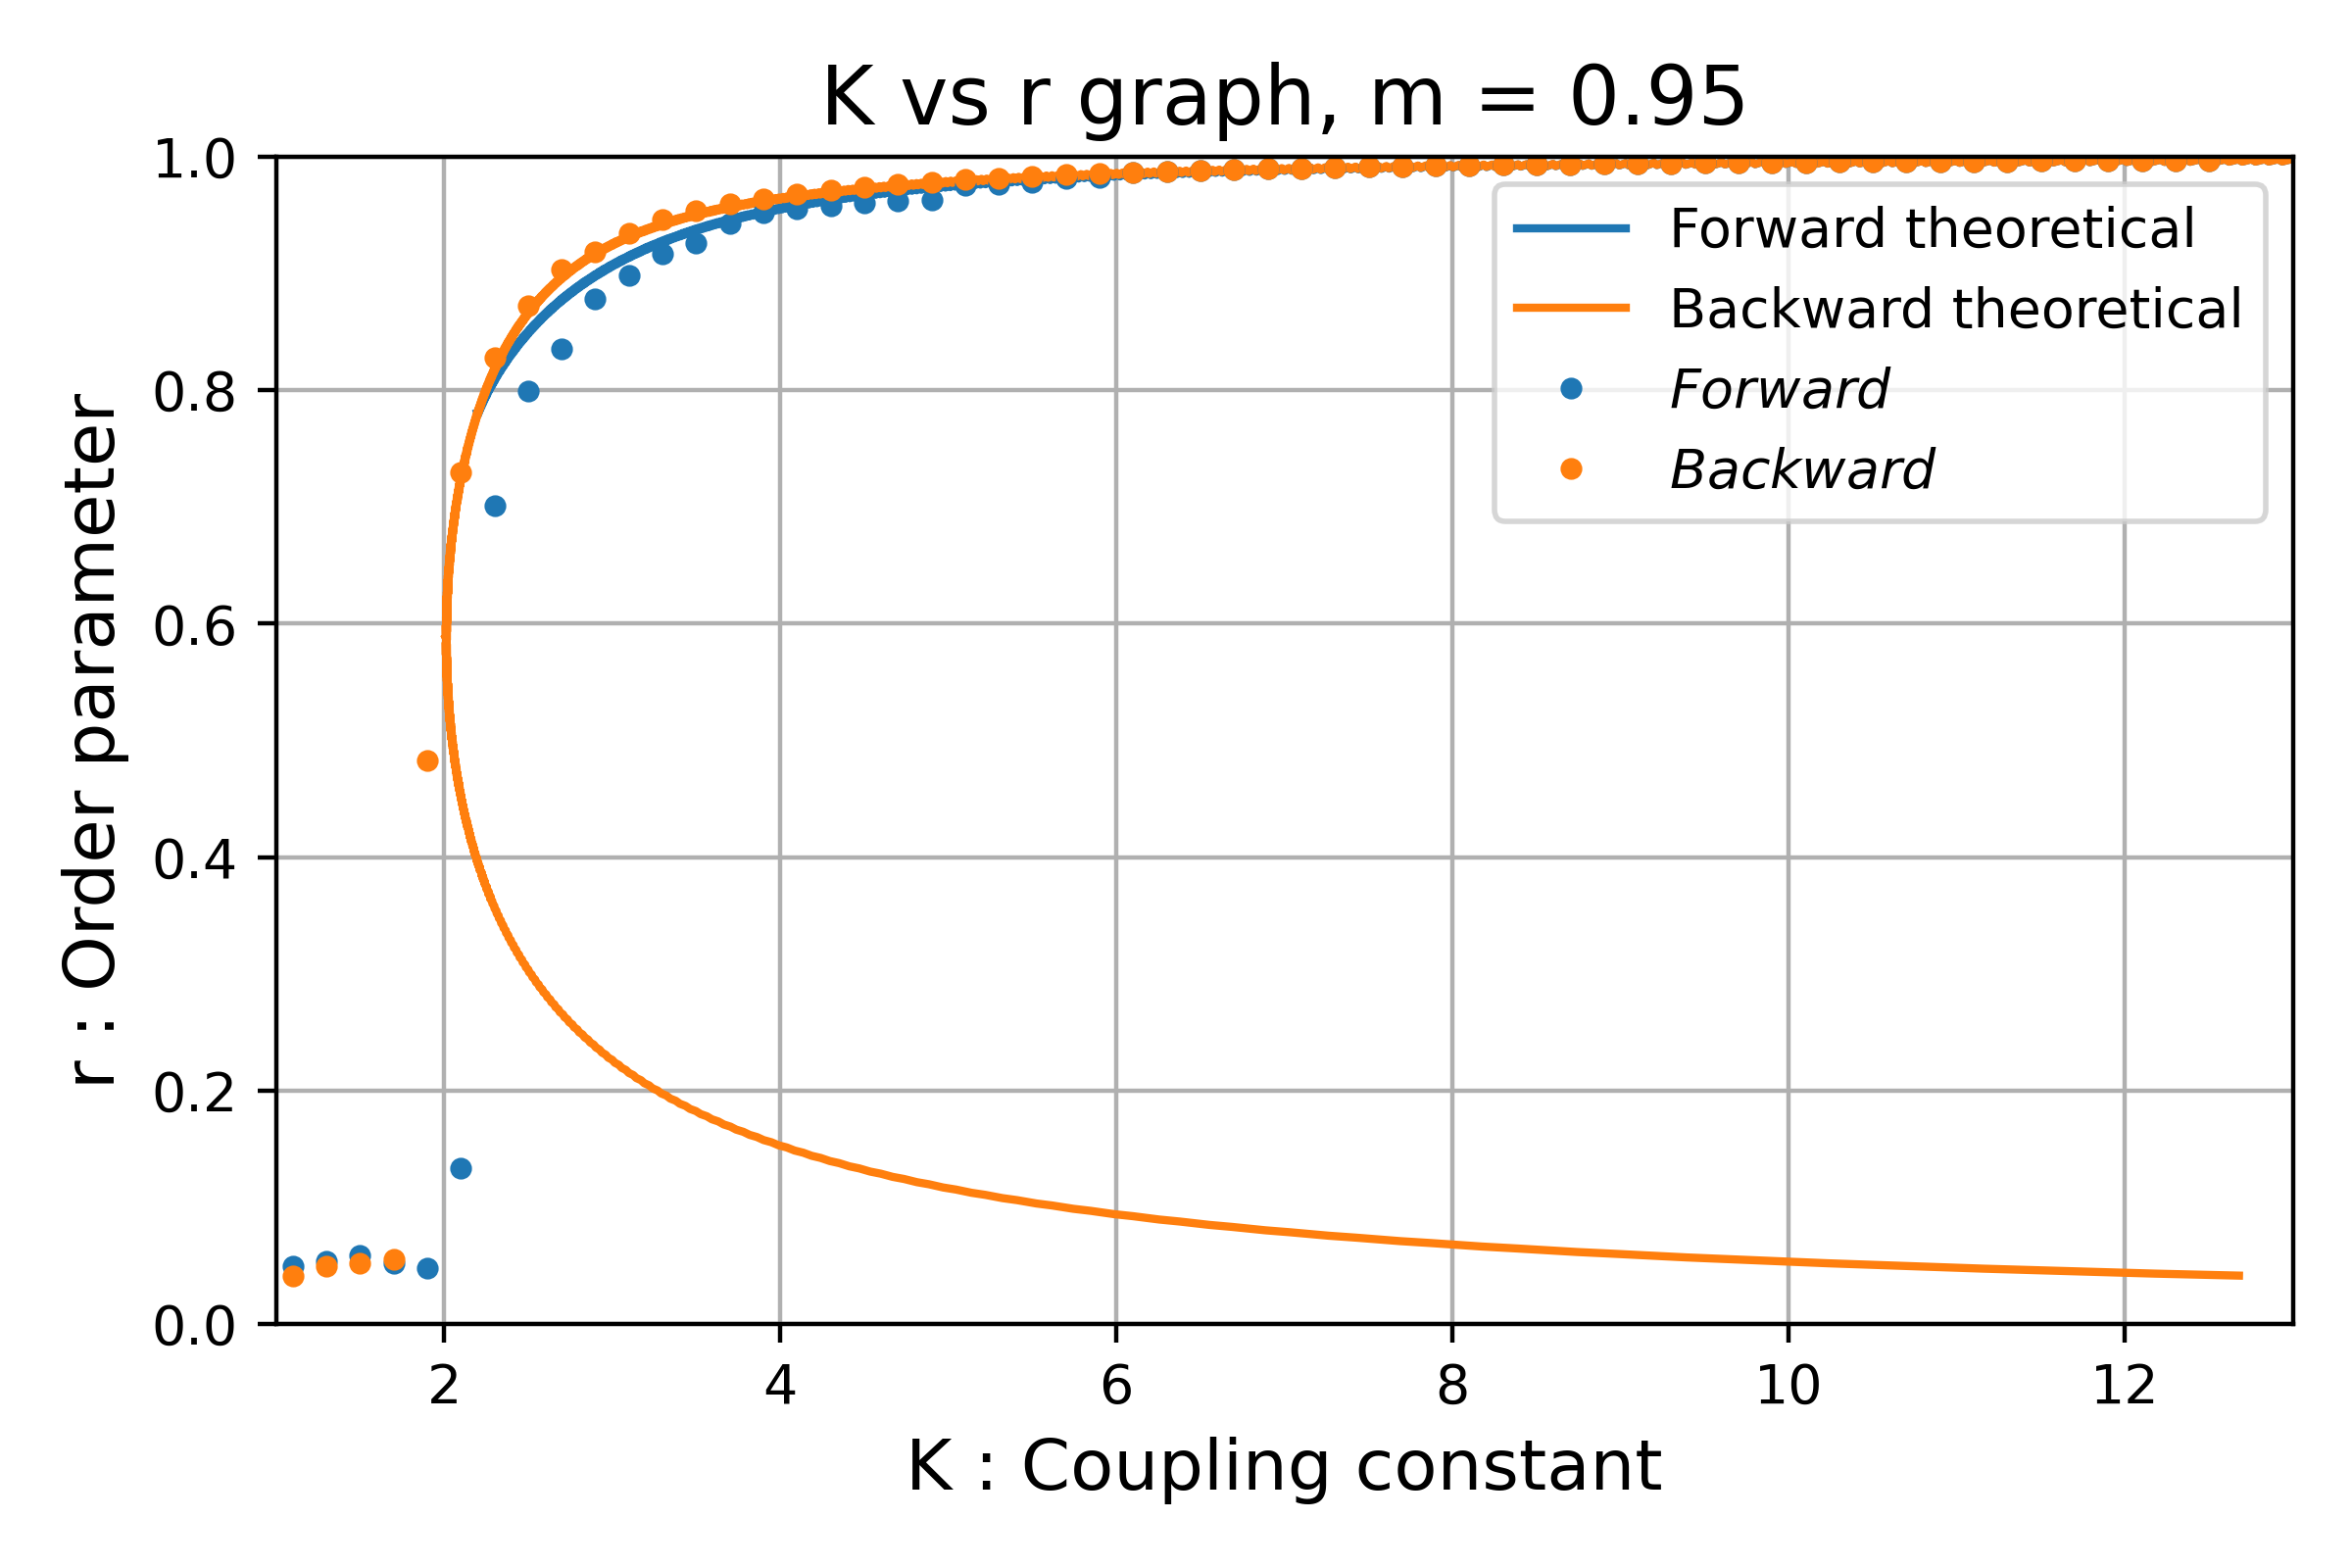 K vs r graph, m = 0.95
1.0
0.8
0.6
0.4
0.2
0.0
r : Order parameter
Forward theoretical
Backward theoretical
Forward
Backward
2 4 6 8 10 12
K : Coupling constant